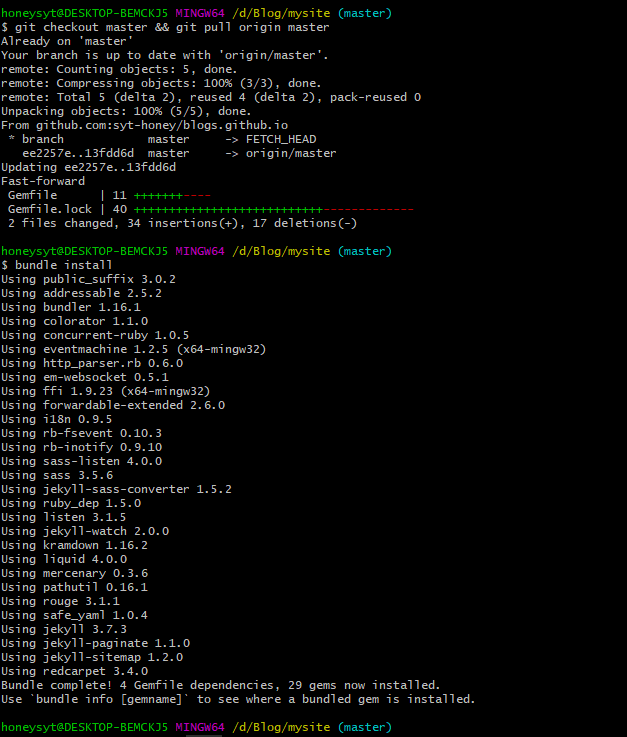 honeysyt@DESKTOP-BEMCKJ5 MINGW64 /d/Blog/mysite (master)
$ git checkout master && git pull origin master
Already on 'master'
Your branch is up to date with 'origin/master'.
remote: Counting objects: 5, done.
remote: Compressing objects: 100% (3/3), done.
remote: Total 5 (delta 2), reused 4 (delta 2), pack-reused 0
Unpacking objects: 100% (5/5), done.
From github.com:syt-honey/blogs.github.io
 * branch            master     -> FETCH_HEAD
   ee2257e..13fdd6d  master     -> origin/master
Updating ee2257e..13fdd6d
Fast-forward
 Gemfile      | 11 +++++++----
 Gemfile.lock | 40 +++++++++++++++++++++++++++-------------
 2 files changed, 34 insertions(+), 17 deletions(-)
honeysyt@DESKTOP-BEMCKJ5 MINGW64 /d/Blog/mysite (master)
$ bundle install
Using public_suffix 3.0.2
Using addressable 2.5.2
Using bundler 1.16.1
Using colorator 1.1.0
Using concurrent-ruby 1.0.5
Using eventmachine 1.2.5 (x64-mingw32)
Using http_parser.rb 0.6.0
Using em-websocket 0.5.1
Using ffi 1.9.23 (x64-mingw32)
Using forwardable-extended 2.6.0
Using i18n 0.9.5
Using rb-fsevent 0.10.3
Using rb-inotify 0.9.10
Using sass-listen 4.0.0
Using sass 3.5.6
Using jekyll-sass-converter 1.5.2
Using ruby_dep 1.5.0
Using listen 3.1.5
Using jekyll-watch 2.0.0
Using kramdown 1.16.2
Using liquid 4.0.0
Using mercenary 0.3.6
Using pathutil 0.16.1
Using rouge 3.1.1
Using safe_yaml 1.0.4
Using jekyll 3.7.3
Using jekyll-paginate 1.1.0
Using jekyll-sitemap 1.2.0
Using redcarpet 3.4.0
Bundle complete! 4 Gemfile dependencies, 29 gems now installed.
Use `bundle info [gemname]` to see where a bundled gem is installed.
honeysyt@DESKTOP-BEMCKJ5 MINGW64 /d/Blog/mysite (master)